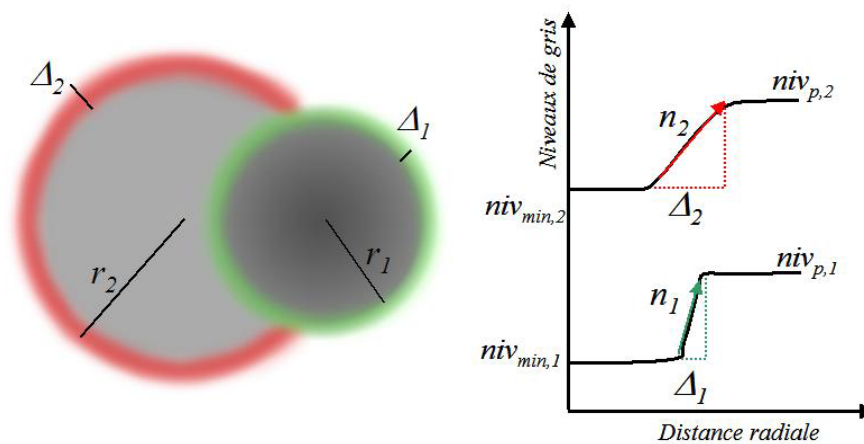 Δ2
Δ1
r2
r1
Niveaux de gris
nivp,2
n2
nivmin,2
Δ2
nivp,1
n1
nivmin,1
Δ1
Distance radiale